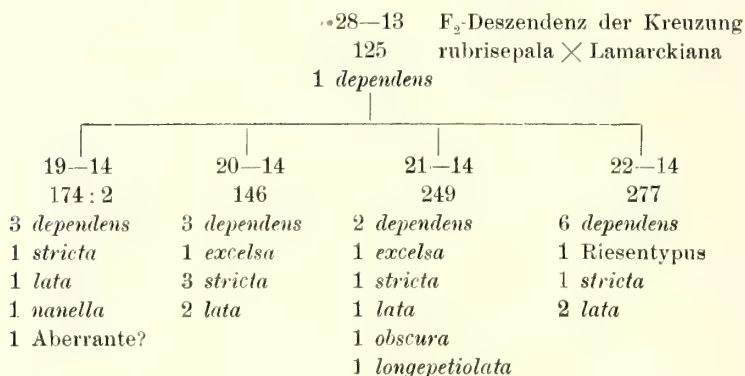 28—13 F₂-Deszendenz der Kreuzung
125 rubrisepala × Lamarckiana
1 dependens
19—14 20—14 21—14 22—14
174 : 2 146 249 277
3 dependens 3 dependens 2 dependens 6 dependens
1 stricta 1 excelsa 1 excelsa 1 Riesentypus
1 lata 3 stricta 1 stricta 1 stricta
1 nanella 2 lata 1 lata 2 lata
1 Aberrante? 1 obscura
1 longepetiolata